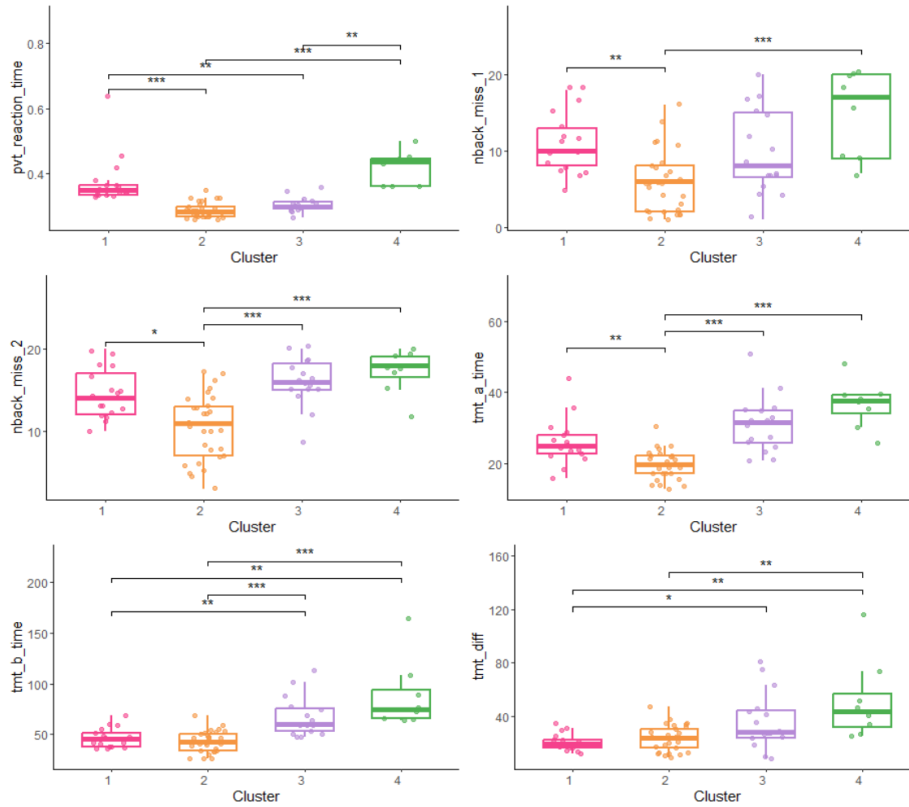 pvt_reaction_time
0.8
0.6
0.4
**
***
**
***
1 2 3 4
Cluster
nback_miss_1
20
10
0
***
**
1 2 3 4
Cluster
nback_miss_2
20
10
***
***
*
1 2 3 4
Cluster
tmt_a_time
60
40
20
***
***
**
1 2 3 4
Cluster
tmt_b_time
200
150
100
50
***
**
***
**
1 2 3 4
Cluster
tmt_diff
160
120
80
40
**
**
*
1 2 3 4
Cluster